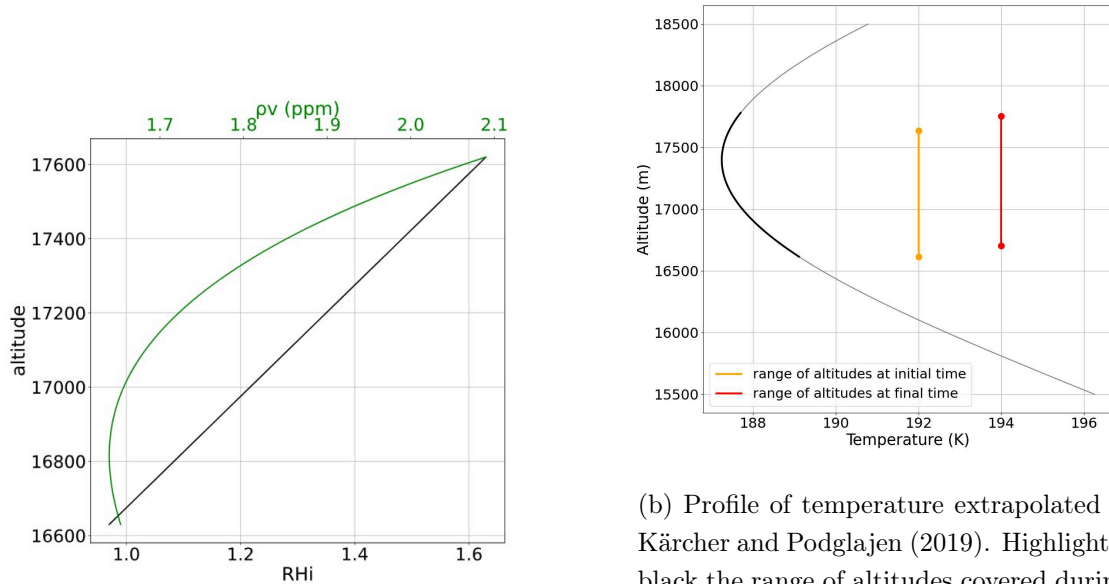 ρv (ppm)
1.7 1.8 1.9 2.0 2.1
17600
17400
17200
17000
16800
16600
altitude
1.0 1.2 1.4 1.6
RHi
18500
18000
17500
17000
16500
16000
15500
Altitude (m)
range of altitudes at initial time
range of altitudes at final time
188 190 192 194 196
Temperature (K)
(b) Profile of temperature extrapolated
Kärcher and Podglajen (2019). Highlight
black the range of altitudes covered durin